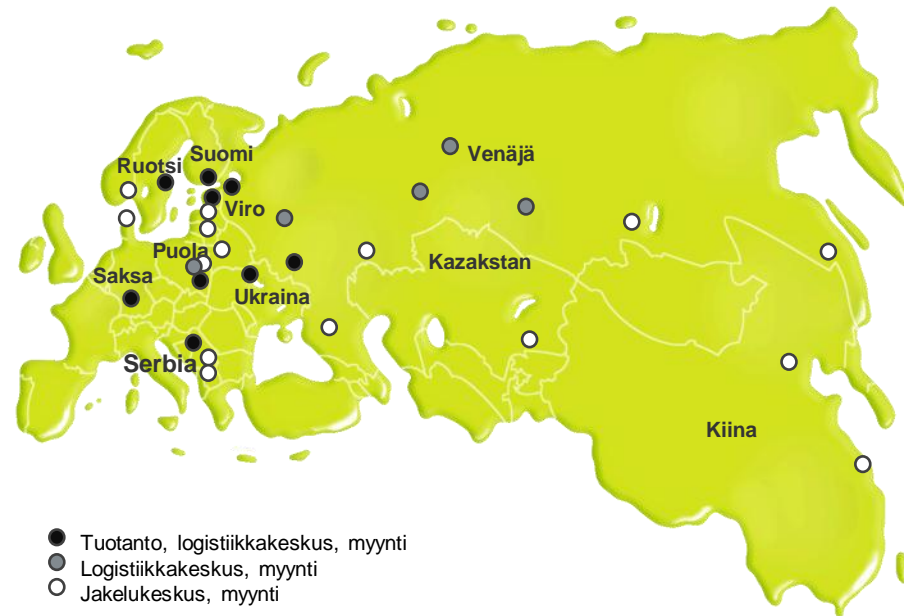 Suomi
Ruotsi
Venäjä
Viro
Puola
Kazakstan
Saksa
Ukraina
Serbia
Kiina
Tuotanto, logistiikkakeskus, myynti
Logistiikkakeskus, myynti
Jakelukeskus, myynti